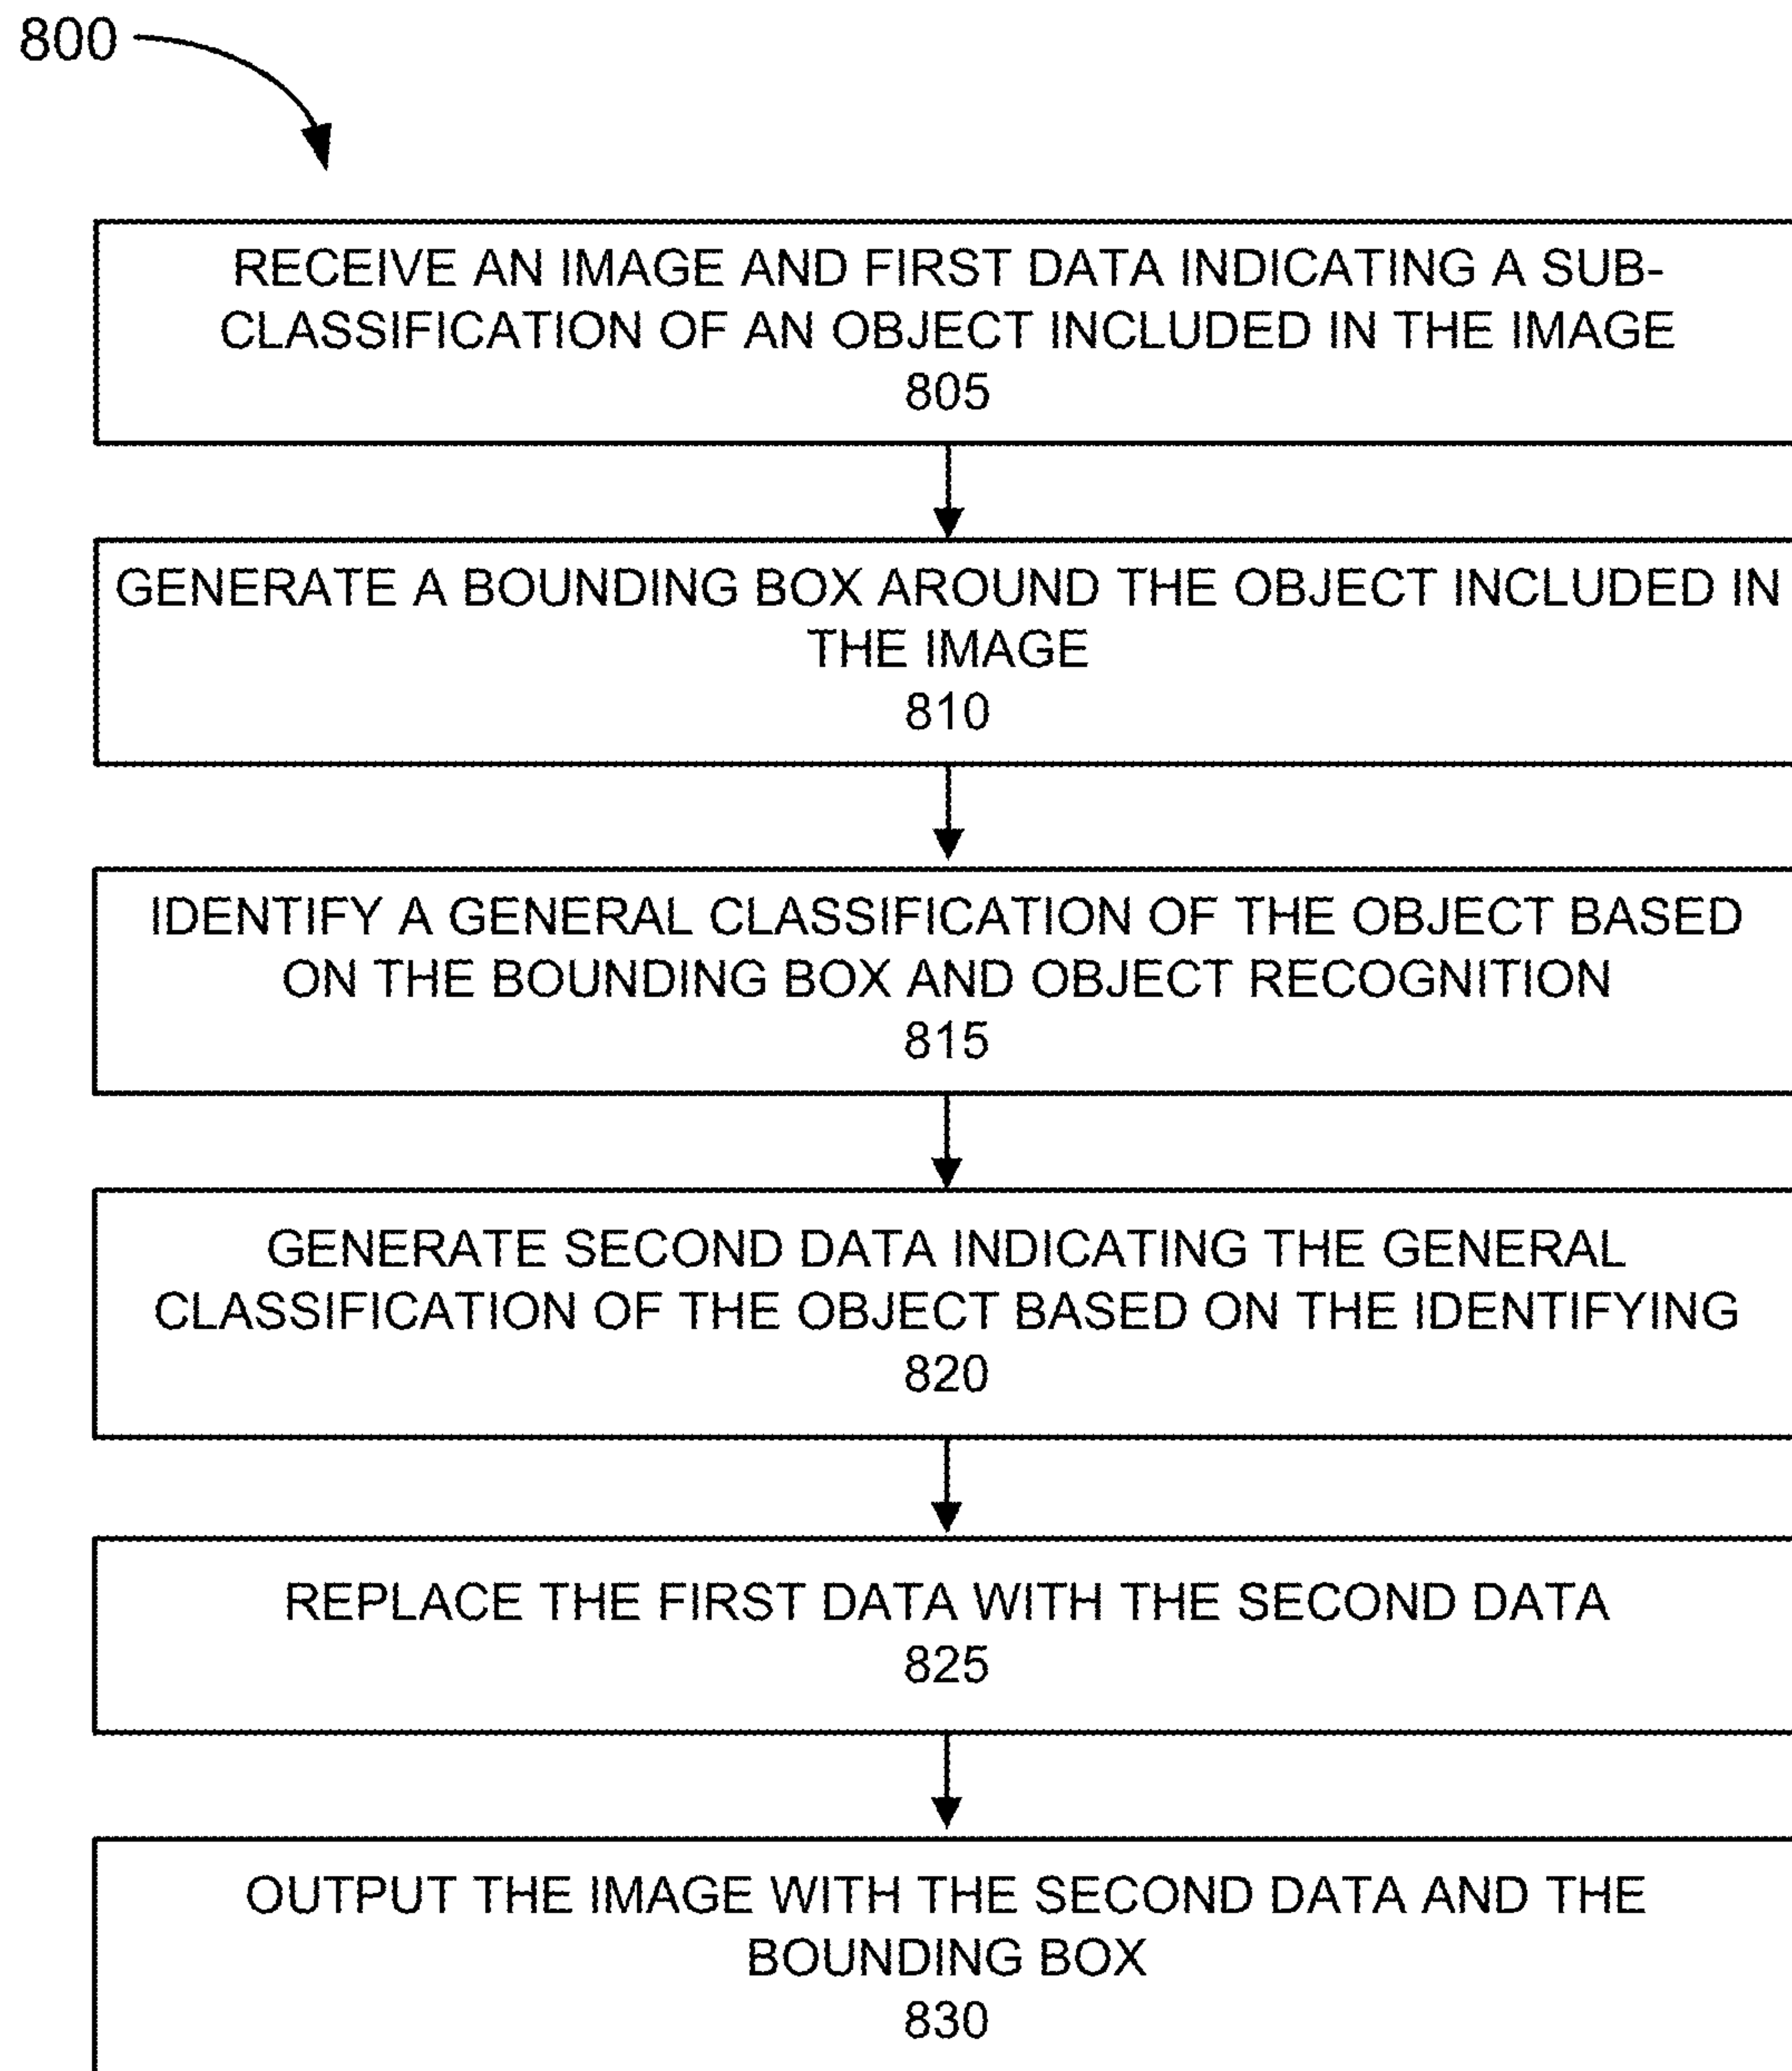 800
RECEIVE AN IMAGE AND FIRST DATA INDICATING A SUB-
CLASSIFICATION OF AN OBJECT INCLUDED IN THE IMAGE
805
GENERATE A BOUNDING BOX AROUND THE OBJECT INCLUDED IN
THE IMAGE
810
IDENTIFY A GENERAL CLASSIFICATION OF THE OBJECT BASED
ON THE BOUNDING BOX AND OBJECT RECOGNITION
815
GENERATE SECOND DATA INDICATING THE GENERAL
CLASSIFICATION OF THE OBJECT BASED ON THE IDENTIFYING
820
REPLACE THE FIRST DATA WITH THE SECOND DATA
825
OUTPUT THE IMAGE WITH THE SECOND DATA AND THE
BOUNDING BOX
830